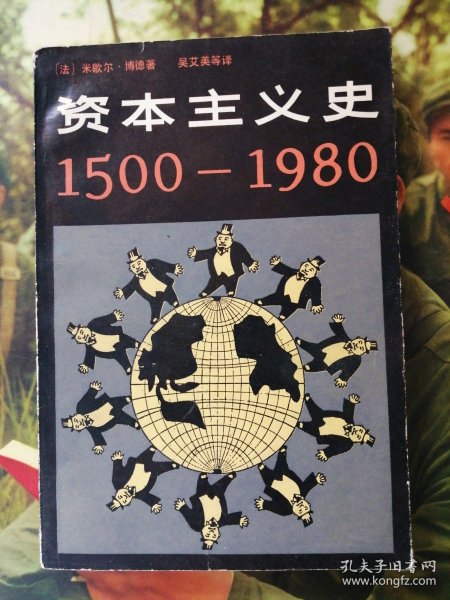 〔法〕米歇尔·博德著 吴艾美等译
资本主义史
1500－1980
孔夫子旧书网
www.kongfz.com